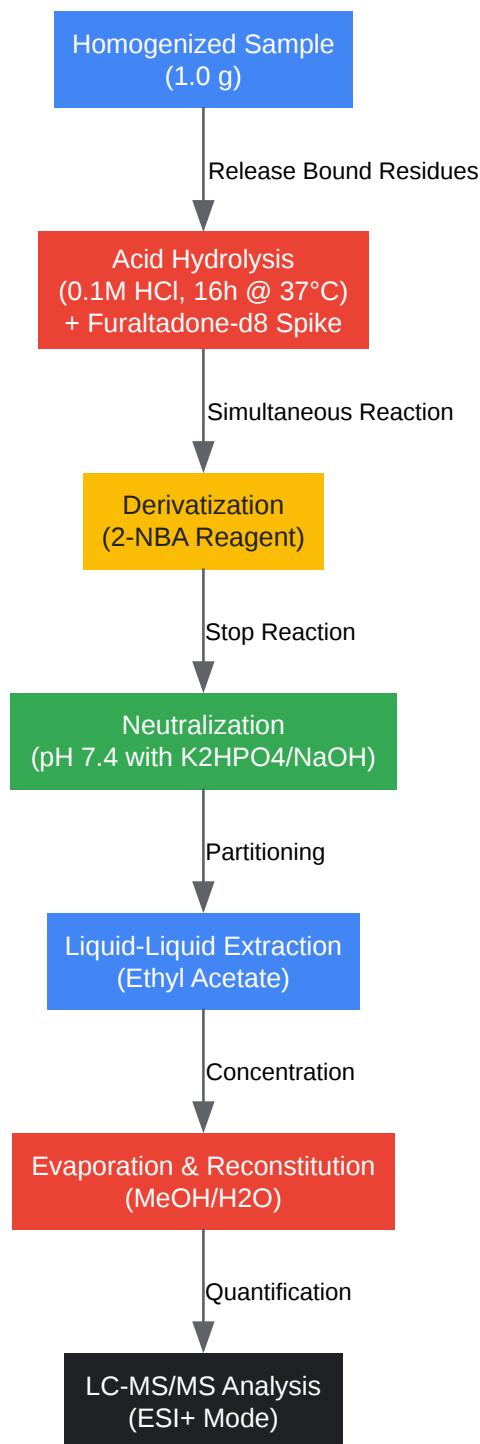 Homogenized Sample
(1.0 g)
Release Bound Residues
Acid Hydrolysis
(0.1M HCl, 16h @ 37°C)
+ Furaltadone-d8 Spike
Simultaneous Reaction
Derivatization
(2-NBA Reagent)
Stop Reaction
Neutralization
(pH 7.4 with K2HPO4/NaOH)
Partitioning
Liquid-Liquid Extraction
(Ethyl Acetate)
Concentration
Evaporation & Reconstitution
(MeOH/H2O)
Quantification
LC-MS/MS Analysis
(ESI+ Mode)